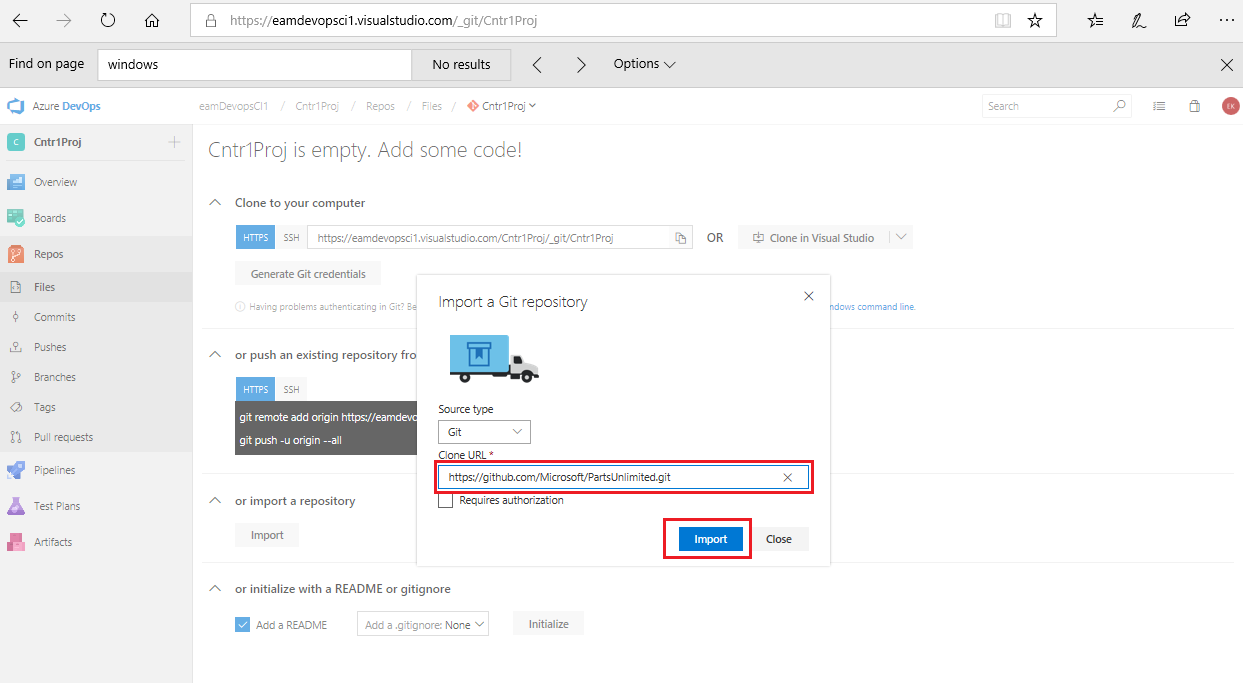 https://eamdevopsci1.visualstudio.com/_git/Cntr1Proj
Find on page windows No results Options
Azure DevOps eamDevopsCI1 / Cntr1Proj / Repos / Files / Cntr1Proj Search EK
C Cntr1Proj
Cntr1Proj is empty. Add some code!
Overview
Boards
Repos
Files
Commits
Pushes
Branches
Tags
Pull requests
Pipelines
Test Plans
Artifacts
Clone to your computer
HTTPS SSH https://eamdevopsci1.visualstudio.com/Cntr1Proj/_git/Cntr1Proj OR Clone in Visual Studio
Generate Git credentials
Having problems authenticating in Git? Be
ndows command line.
or push an existing repository fro
HTTPS SSH
git remote add origin https://eamdevo
git push -u origin --all
or import a repository
Import
or initialize with a README or gitignore
Add a README Add a .gitignore: None Initialize
Import a Git repository
Source type
Git
Clone URL *
https://github.com/Microsoft/PartsUnlimited.git
Requires authorization
Import Close